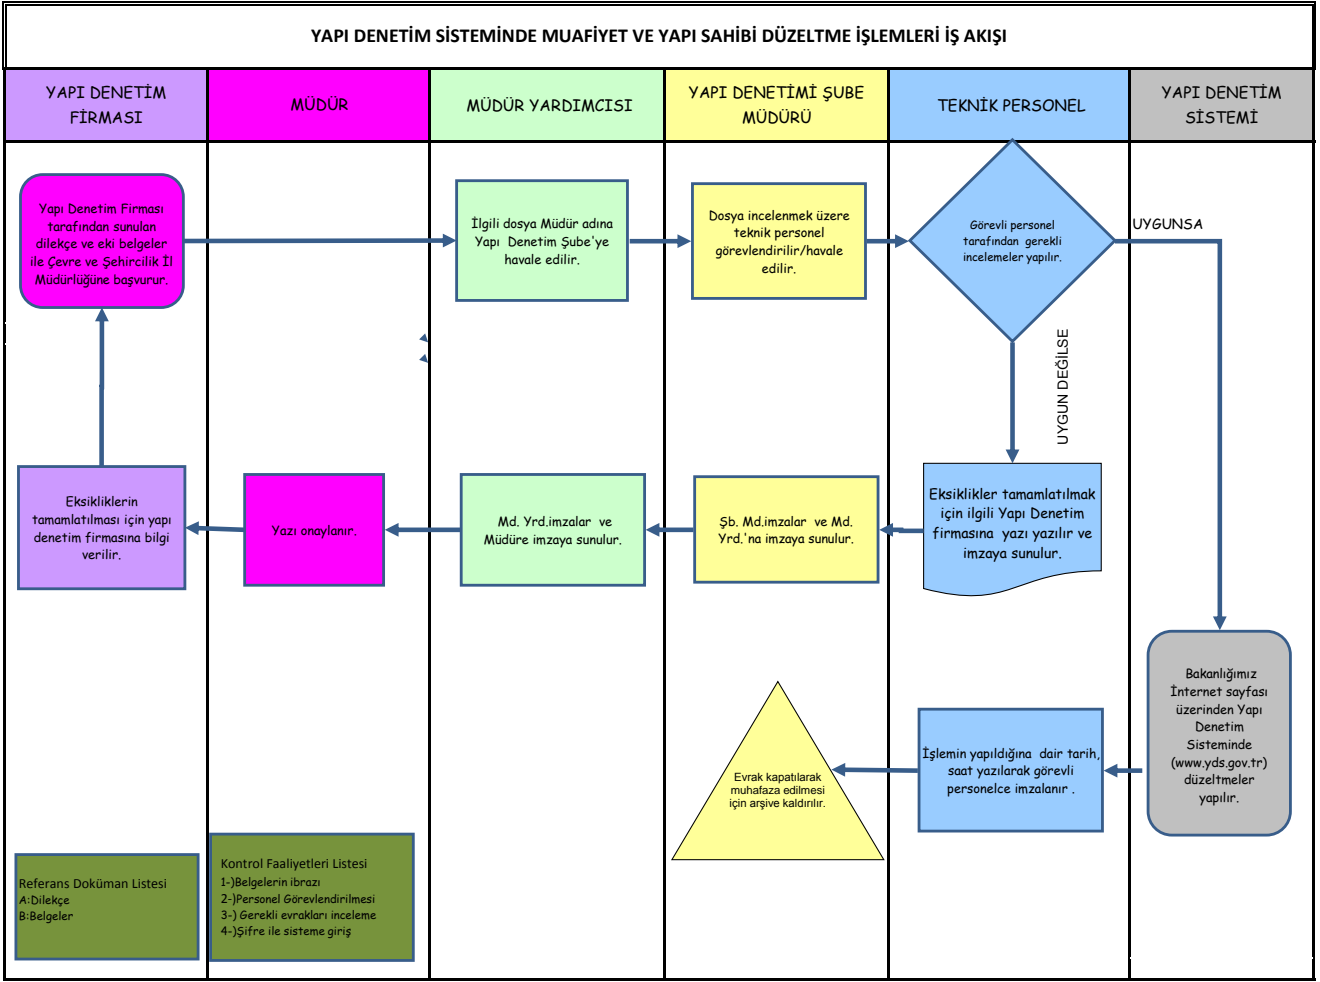 YAPI DENETİM SİSTEMİNDE MUAFİYET VE YAPI SAHİBİ DÜZELTME İŞLEMLERİ İŞ AKIŞI
YAPI DENETİM
FİRMASI
MÜDÜR
MÜDÜR YARDIMCISI
YAPI DENETİMİ ŞUBE
MÜDÜRÜ
TEKNİK PERSONEL
YAPI DENETİM
SİSTEMİ
Yapı Denetim Firması
tarafından sunulan
dilekçe ve eki belgeler
ile Çevre ve Şehircilik İl
Müdürlüğüne başvurur.
İlgili dosya Müdür adına
Yapı Denetim Şube'ye
havale edilir.
Dosya incelenmek üzere
teknik personel
görevlendirilir/havale
edilir.
Görevli personel
tarafından gerekli
incelemeler yapılır.
UYGUNSA
UYGUN DEĞİLSE
Eksikliklerin
tamamlatılması için yapı
denetim firmasına bilgi
verilir.
Yazı onaylanır.
Md. Yrd.imzalar ve
Müdüre imzaya sunulur.
Şb. Md.imzalar ve Md.
Yrd.'na imzaya sunulur.
Eksiklikler tamamlatılmak
için ilgili Yapı Denetim
firmasına yazı yazılır ve
imzaya sunulur.
Bakanlığımız
İnternet sayfası
üzerinden Yapı
Denetim
Sisteminde
(www.yds.gov.tr)
düzeltmeler
yapılır.
İşlemin yapıldığına dair tarih,
saat yazılarak görevli
personelce imzalanır .
Evrak kapatılarak
muhafaza edilmesi
için arşive kaldırılır.
Referans Doküman Listesi
A:Dilekçe
B:Belgeler
Kontrol Faaliyetleri Listesi
1-)Belgelerin ibrazı
2-)Personel Görevlendirilmesi
3-) Gerekli evrakları inceleme
4-)Şifre ile sisteme giriş